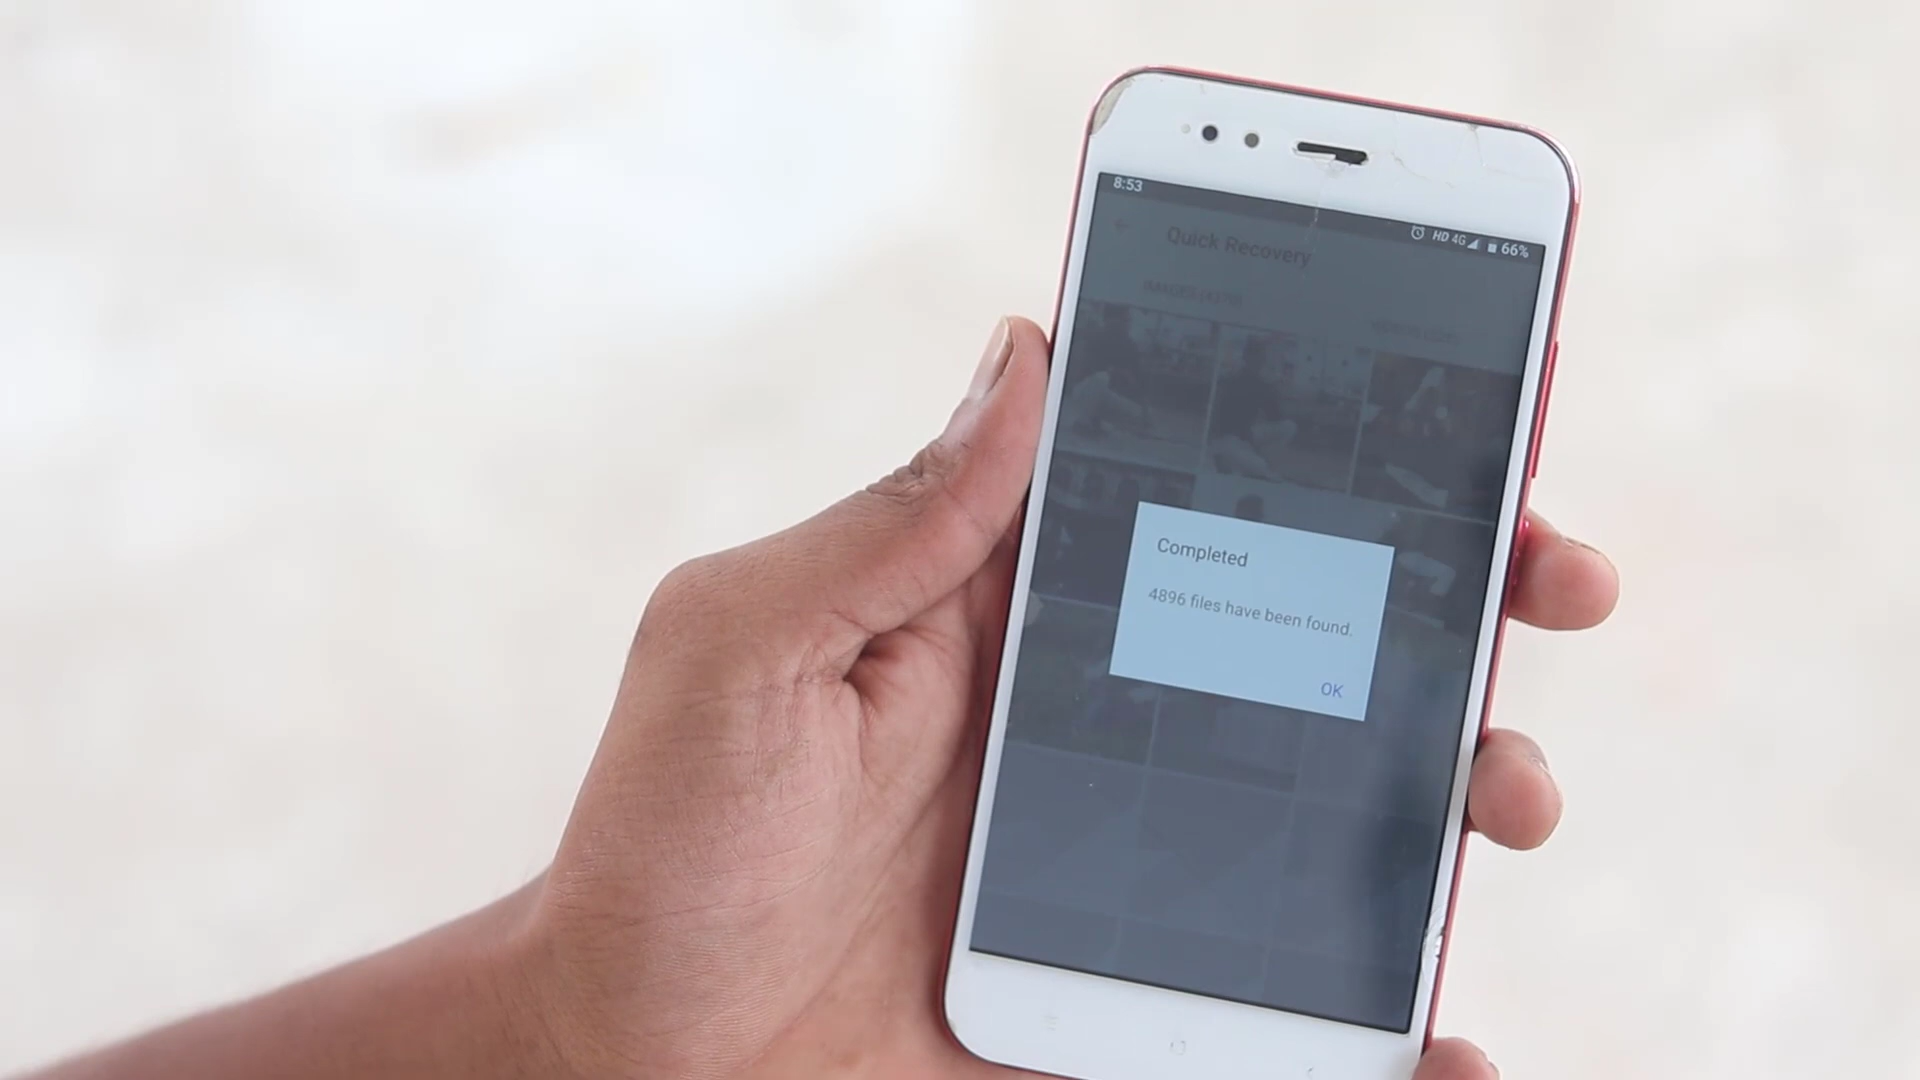 8:53
HD 4G 66%
Quick Recovery
Completed
4896 files have been found.
OK